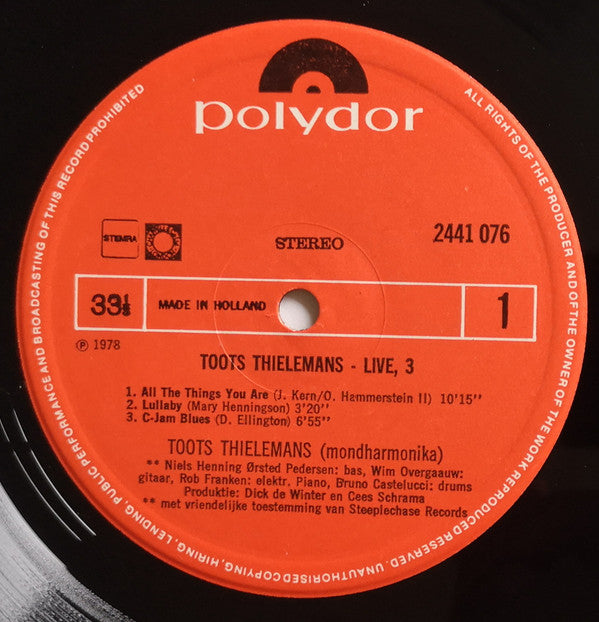 polydor
STEMRA
STEREO
2441 076
33⅓
MADE IN HOLLAND
1
℗ 1978
TOOTS THIELEMANS - LIVE, 3
1. All The Things You Are (J. Kern/O. Hammerstein II) 10'15''
2. Lullaby (Mary Henningson) 3'20''
3. C-Jam Blues (D. Ellington) 6'55''
TOOTS THIELEMANS (mondharmonika)
** Niels Henning Ørsted Pedersen: bas, Wim Overgaauw:
gitaar, Rob Franken: elektr. Piano, Bruno Castelucci: drums
Produktie: Dick de Winter en Cees Schrama
** met vriendelijke toestemming van Steeplechase Records
ALL RIGHTS OF THE PRODUCER AND OF THE OWNER OF THE WORK REPRODUCED RESERVED. UNAUTHORISED COPYING, HIRING, LENDING, PUBLIC PERFORMANCE AND BROADCASTING OF THIS RECORD PROHIBITED